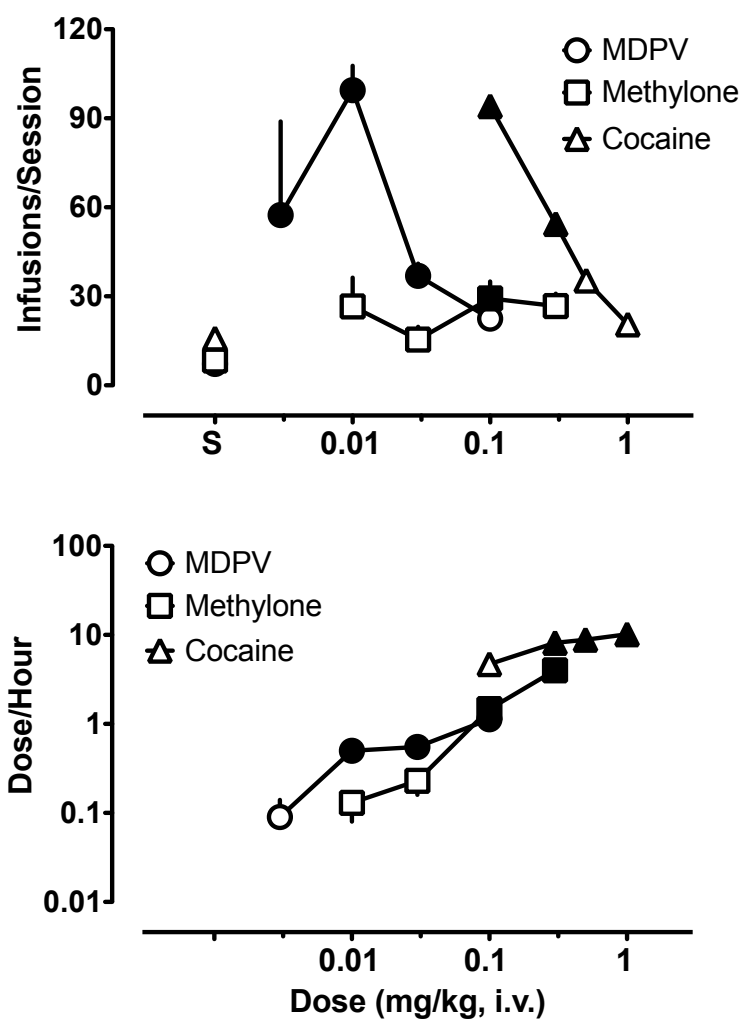 120
90
60
30
0
Infusions/Session
MDPV
Methylone
Cocaine
S 0.01 0.1 1
100
10
1
0.1
0.01
Dose/Hour
MDPV
Methylone
Cocaine
0.01 0.1 1
Dose (mg/kg, i.v.)